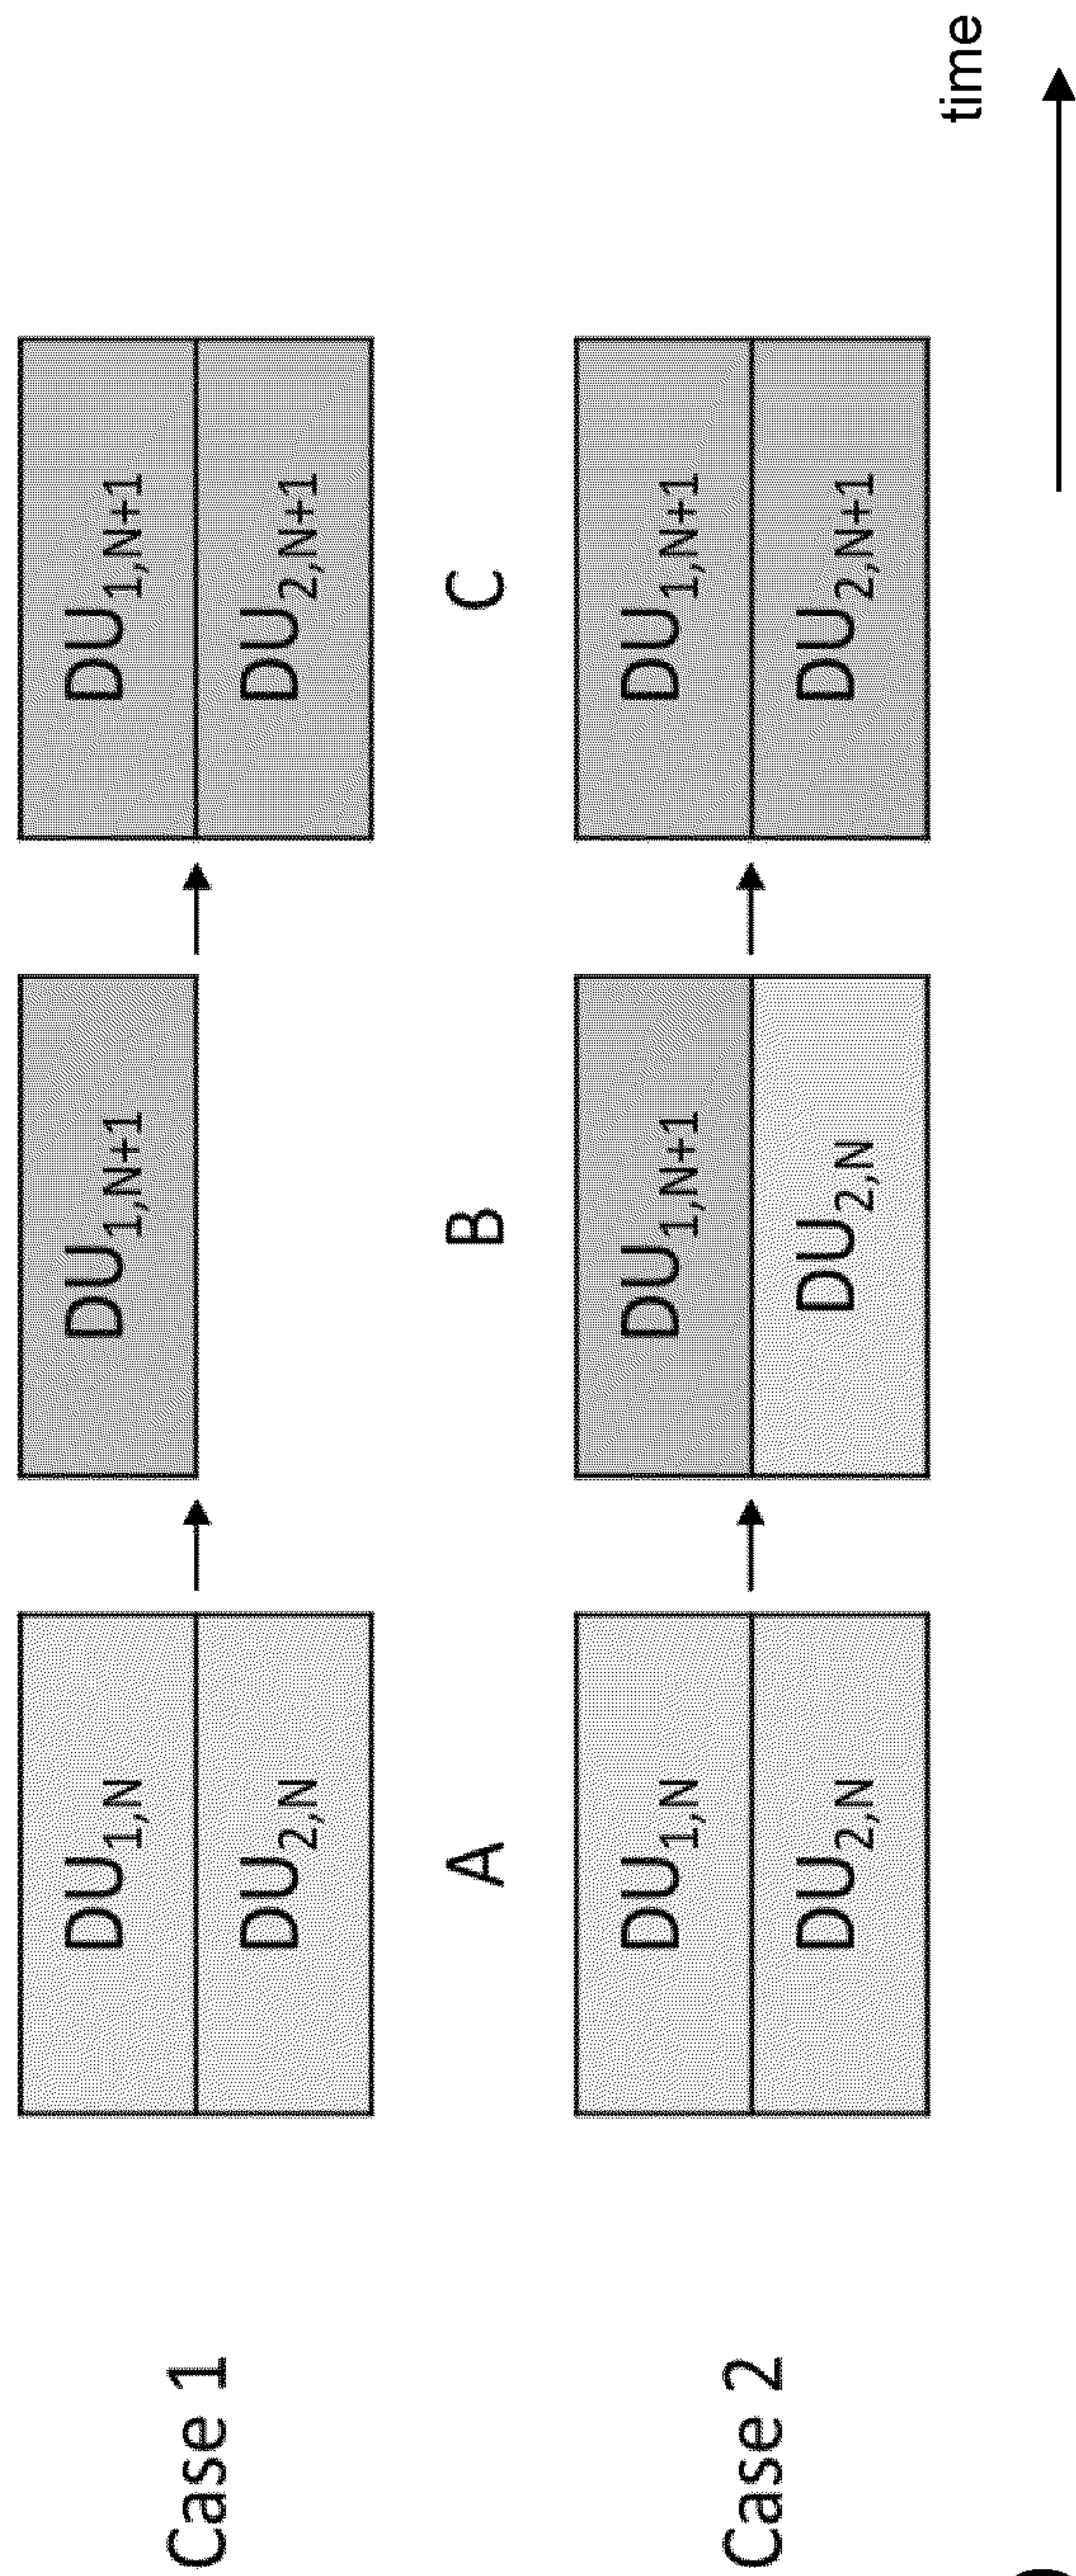 Case 1
DU1,N
DU2,N
DU1,N+1
DU1,N+1
DU2,N+1
A
B
C
Case 2
DU1,N
DU2,N
DU1,N+1
DU2,N
DU1,N+1
DU2,N+1
time